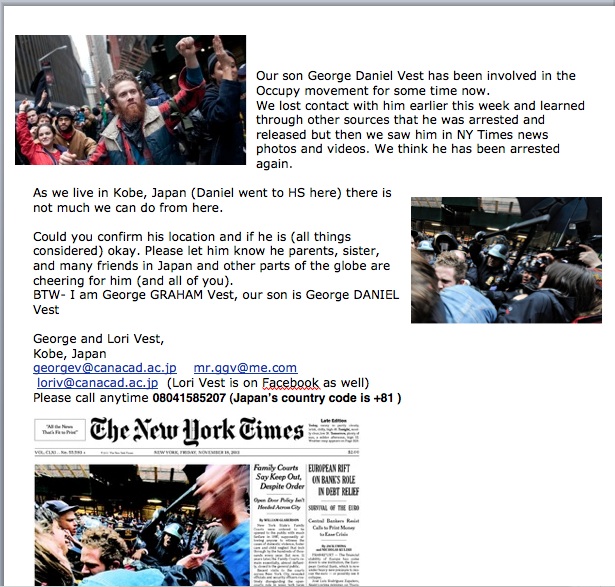 Our son George Daniel Vest has been involved in the
Occupy movement for some time now.
We lost contact with him earlier this week and learned
through other sources that he was arrested and
released but then we saw him in NY Times news
photos and videos. We think he has been arrested
again.
As we live in Kobe, Japan (Daniel went to HS here) there is
not much we can do from here.
Could you confirm his location and if he is (all things
considered) okay. Please let him know he parents, sister,
and many friends in Japan and other parts of the globe are
cheering for him (and all of you).
BTW- I am George GRAHAM Vest, our son is George DANIEL
Vest
George and Lori Vest,
Kobe, Japan
georgev@canacad.ac.jp mr.ggv@me.com
loriv@canacad.ac.jp (Lori Vest is on Facebook as well)
Please call anytime 08041585207 (Japan's country code is +81 )
"All the News
That's Fit to Print"
The New York Times
Late Edition
NEW YORK, FRIDAY, NOVEMBER 18, 2011
Family Courts
Say Keep Out,
Despite Order
Open Door Policy Isn't
Heeded Across City
By WILLIAM GLABERSON
EUROPEAN RIFT
ON BANK'S ROLE
IN DEBT RELIEF
SURVIVAL OF THE EURO
Central Bankers Resist
Calls to Print Money
to Ease Crisis